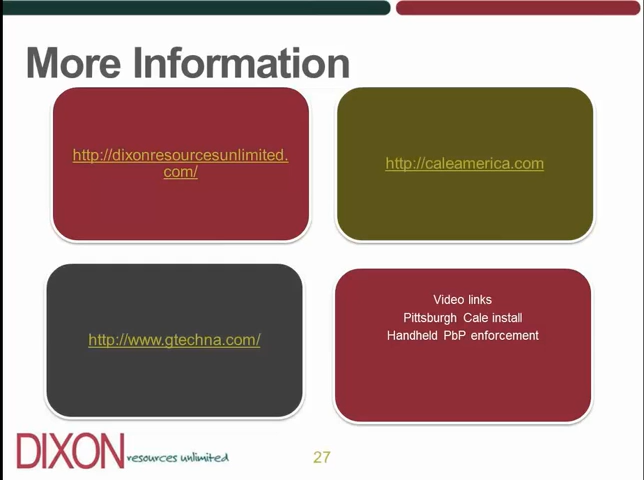 More Information
http://dixonresourcesunlimited.
com/
http://caleamerica.com
http://www.gtechna.com/
Video links
Pittsburgh Cale install
Handheld PbP enforcement
DIXON resources unlimited
27